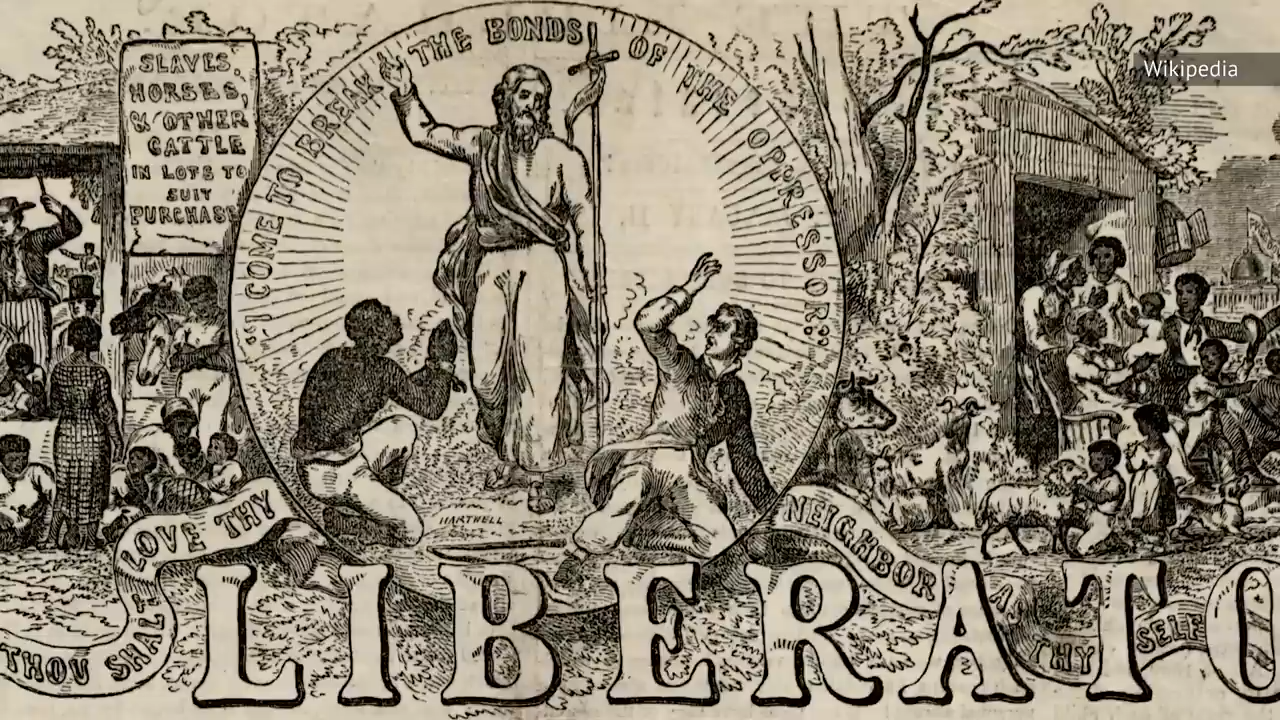 Wikipedia
SLAVES,
HORSES,
& OTHER
CATTLE
IN LOTS TO
SUIT
PURCHASE
"I COME TO BREAK THE BONDS OF THE OPPRESSOR."
HARTWELL
THOU SHALT LOVE THY NEIGHBOR AS THY SELF
LIBERATO